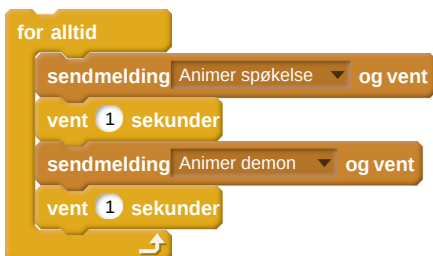 for alltid
sendmelding Animer spøkelse og vent
vent 1 sekunder
sendmelding Animer demon og vent
vent 1 sekunder